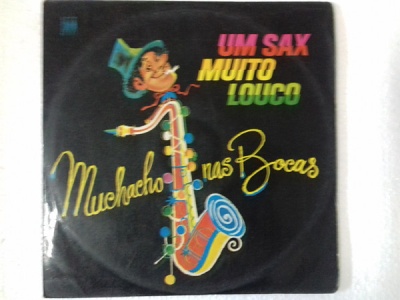 UM SAX
MUITO
LOUCO
Muchacho nas Bocas